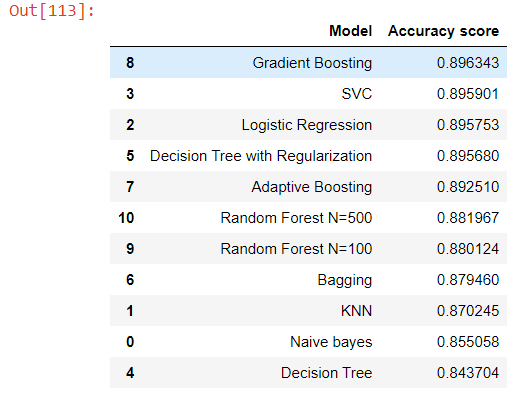 Out[113]:
Model Accuracy score
8 Gradient Boosting 0.896343
3 SVC 0.895901
2 Logistic Regression 0.895753
5 Decision Tree with Regularization 0.895680
7 Adaptive Boosting 0.892510
10 Random Forest N=500 0.881967
9 Random Forest N=100 0.880124
6 Bagging 0.879460
1 KNN 0.870245
0 Naive bayes 0.855058
4 Decision Tree 0.843704